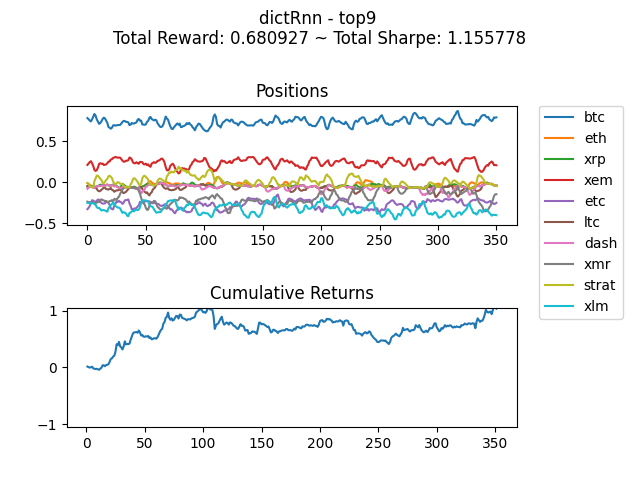 dictRnn - top9
Total Reward: 0.680927 ~ Total Sharpe: 1.155778
Positions
0.5
0.0
−0.5
0 50 100 150 200 250 300 350
btc
eth
xrp
xem
etc
ltc
dash
xmr
strat
xlm
Cumulative Returns
1
0
−1
0 50 100 150 200 250 300 350